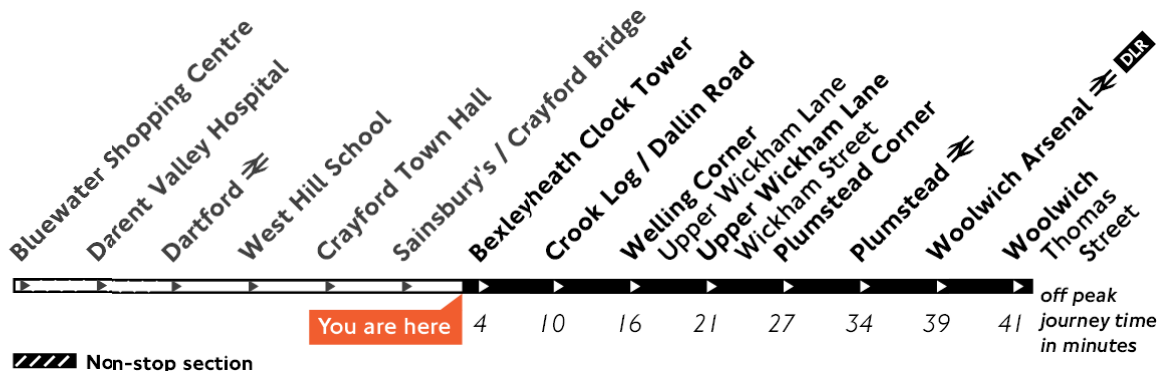 Bluewater Shopping Centre
Darent Valley Hospital
Dartford
West Hill School
Crayford Town Hall
Sainsbury's / Crayford Bridge
Bexleyheath Clock Tower
Crook Log / Dallin Road
Welling Corner
Upper Wickham Lane
Upper Wickham Lane
Wickham Street
Plumstead Corner
Plumstead
Woolwich Arsenal DLR
Woolwich
Thomas
Street
You are here
4 10 16 21 27 34 39 41
off peak
journey time
in minutes
Non-stop section